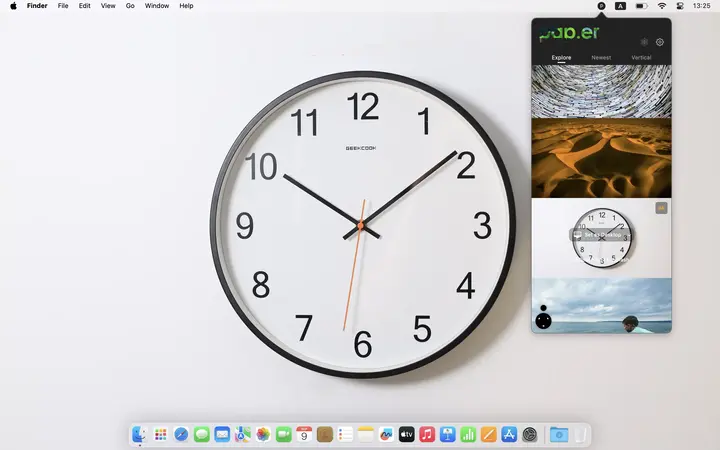 Finder File Edit View Go Window Help
P A 13:25
pap.er
Explore Newest Vertical
Set as Desktop
12
11 1
10 2
GEEKCOOK
9 3
8 4
7 5
6
9
tv